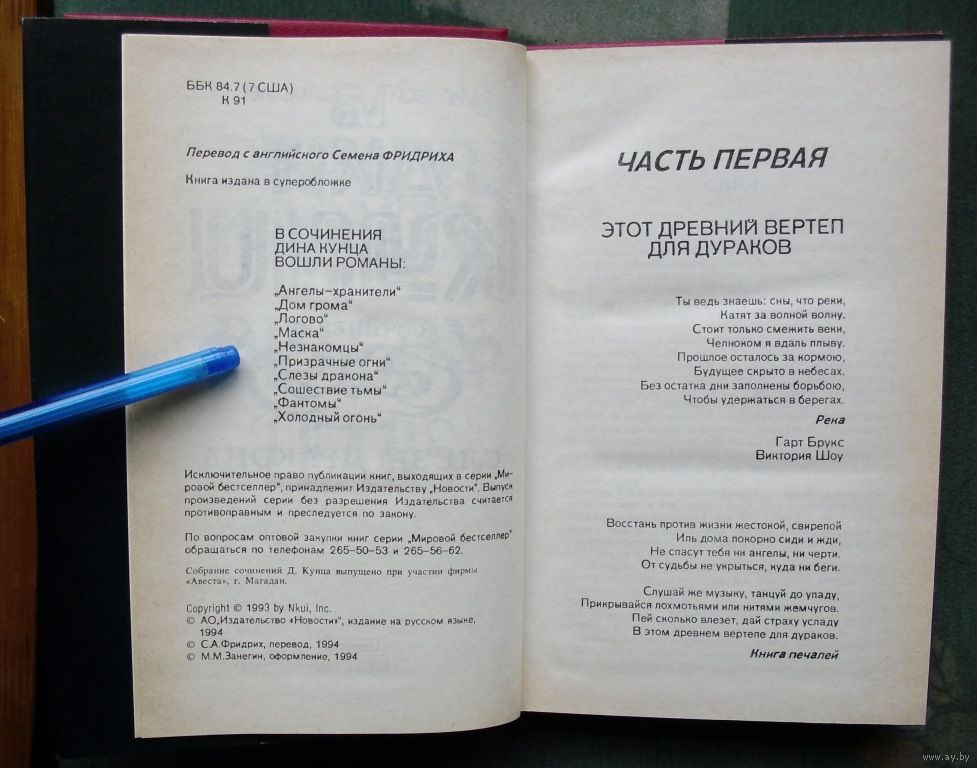 ББК 84.7(7 США)
К 91
Перевод с английского Семена ФРИДРИХА
Книга издана в суперобложке
В СОЧИНЕНИЯ
ДИНА КУНЦА
ВОШЛИ РОМАНЫ:
„Ангелы-хранители“
„Дом грома“
„Логово“
„Маска“
„Незнакомцы“
„Призрачные огни“
„Слезы дракона“
„Сошествие тьмы“
„Фантомы“
„Холодный огонь“
Исключительное право публикации книг, выходящих в серии „Ми-
ровой бестселлер“, принадлежит Издательству „Новости“. Выпуск
произведений серии без разрешения Издательства считается
противоправным и преследуется по закону.
По вопросам оптовой закупки книг серии „Мировой бестселлер“
обращаться по телефонам 265-50-53 и 265-56-62.
Собрание сочинений Д. Кунца выпущено при участии фирмы
«Авеста», г. Магадан.
Copyright © 1993 by Nkui, Inc.
© АО„Издательство «Новости“, издание на русском языке,
1994
© С.А.Фридрих, перевод, 1994
© М.М.Занегин, оформление, 1994
ЧАСТЬ ПЕРВАЯ
ЭТОТ ДРЕВНИЙ ВЕРТЕП
ДЛЯ ДУРАКОВ
Ты ведь знаешь: сны, что реки,
Катят за волной волну.
Стоит только смежить веки,
Челноком я вдаль плыву.
Прошлое осталось за кормою,
Будущее скрыто в небесах.
Без остатка дни заполнены борьбою,
Чтобы удержаться в берегах.
Река
Гарт Брукс
Виктория Шоу
Восстань против жизни жестокой, свирепой
Иль дома покорно сиди и жди,
Не спасут тебя ни ангелы, ни черти.
От судьбы не укрыться, куда ни беги.
Слушай же музыку, танцуй до упаду,
Прикрывайся лохмотьями или нитями жемчугов.
Пей сколько влезет, дай страху усладу
В этом древнем вертепе для дураков.
Книга печалей
www.ay.by